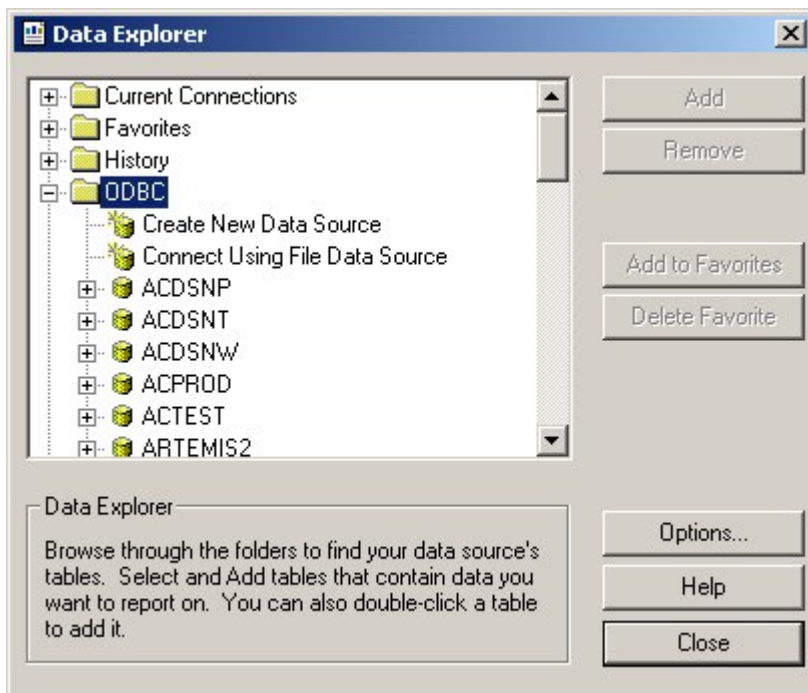 Data Explorer
Current Connections
Favorites
History
ODBC
Create New Data Source
Connect Using File Data Source
ACDSNP
ACDSNT
ACDSNW
ACPROD
ACTEST
ARTEMIS2
Add
Remove
Add to Favorites
Delete Favorite
Data Explorer
Browse through the folders to find your data source's
tables. Select and Add tables that contain data you
want to report on. You can also double-click a table
to add it.
Options...
Help
Close